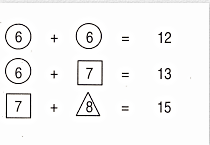 6 + 6 = 12
6 + 7 = 13
7 + 8 = 15